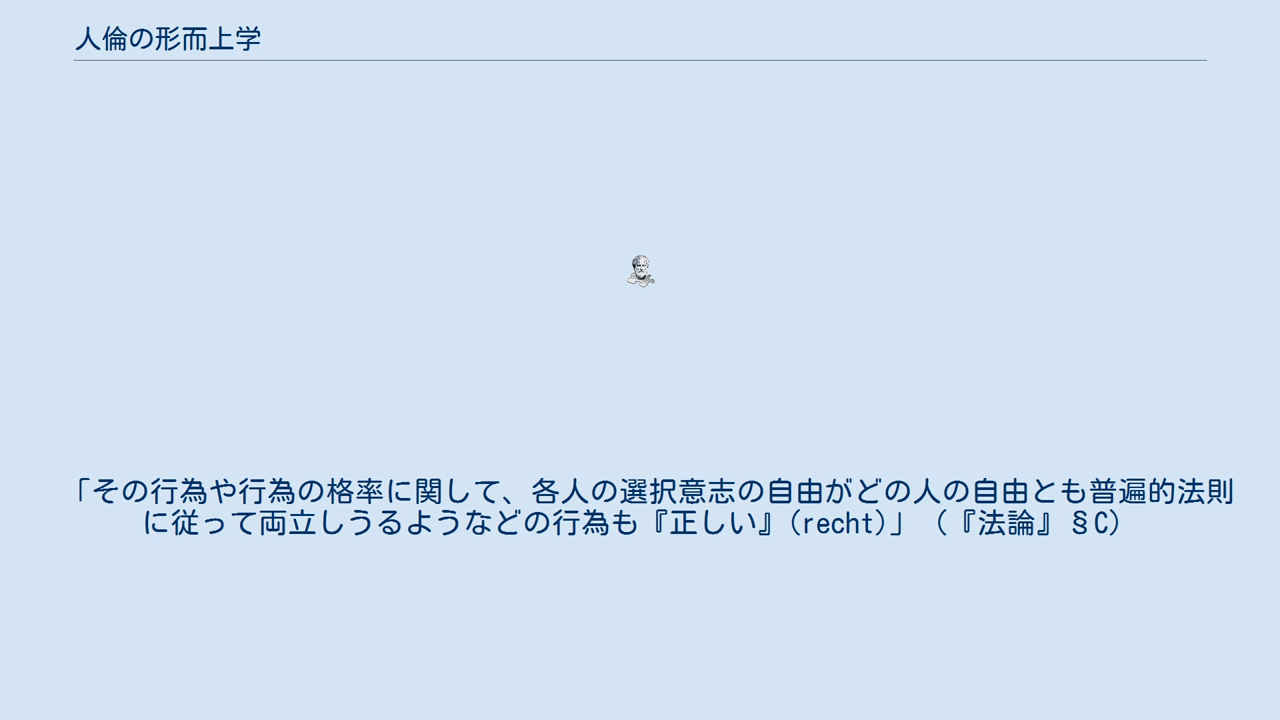 人倫の形而上学
「その行為や行為の格率に関して、各人の選択意志の自由がどの人の自由とも普遍的法則
に従って両立しうるようなどの行為も『正しい』(recht)」（『法論』§C）